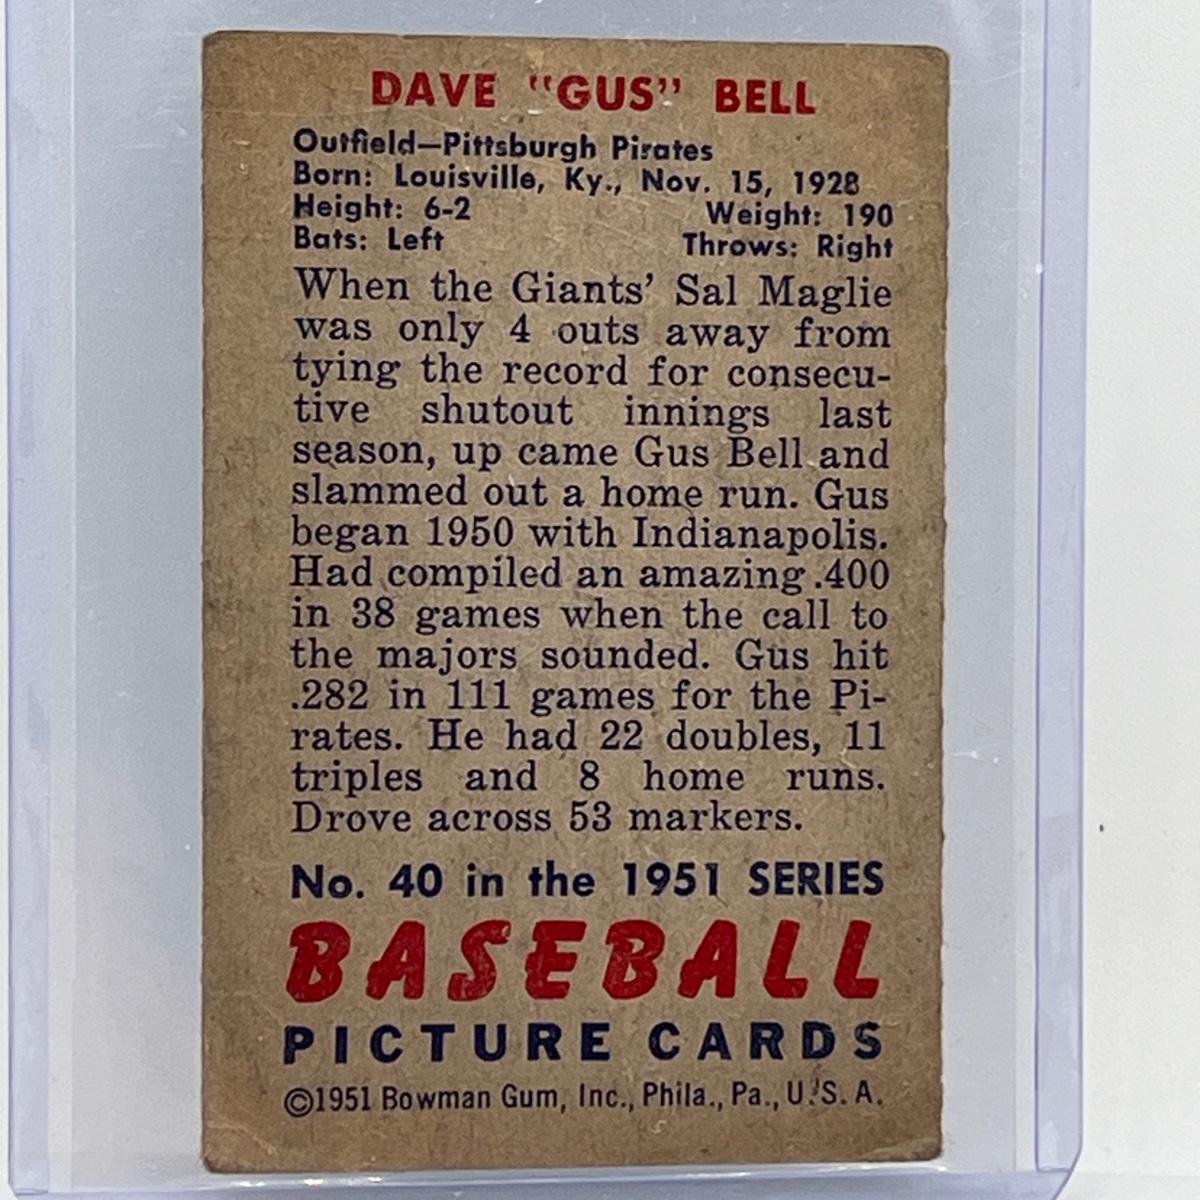 DAVE "GUS" BELL
Outfield—Pittsburgh Pirates
Born: Louisville, Ky., Nov. 15, 1928
Height: 6-2 Weight: 190
Bats: Left Throws: Right
When the Giants' Sal Maglie
was only 4 outs away from
tying the record for consecu-
tive shutout innings last
season, up came Gus Bell and
slammed out a home run. Gus
began 1950 with Indianapolis.
Had compiled an amazing .400
in 38 games when the call to
the majors sounded. Gus hit
.282 in 111 games for the Pi-
rates. He had 22 doubles, 11
triples and 8 home runs.
Drove across 53 markers.
No. 40 in the 1951 SERIES
BASEBALL
PICTURE CARDS
©1951 Bowman Gum, Inc., Phila., Pa., U.S.A.